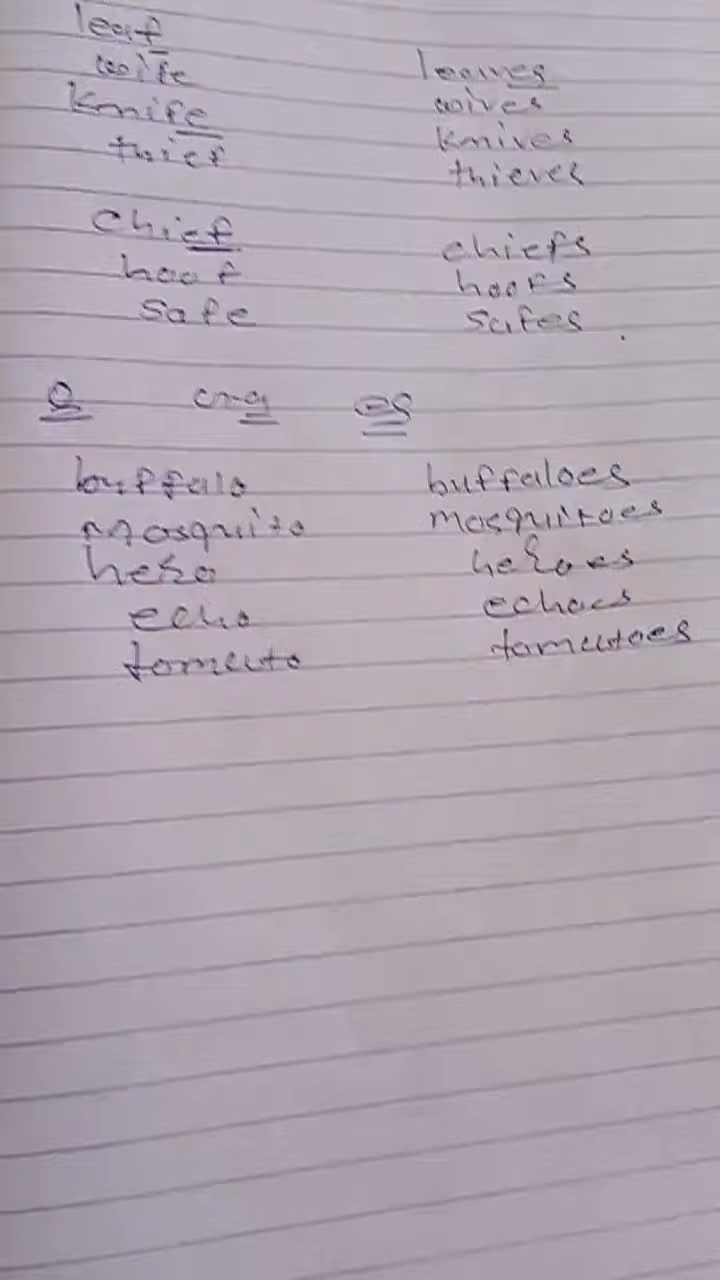 leaf
wife leaves
knife wives
thief knives
thieves
chief chiefs
hoof hoofs
safe safes .
o es
buffalo buffaloes
mosquito mosquitoes
hero heroes
echo echoes
tomato tomatoes